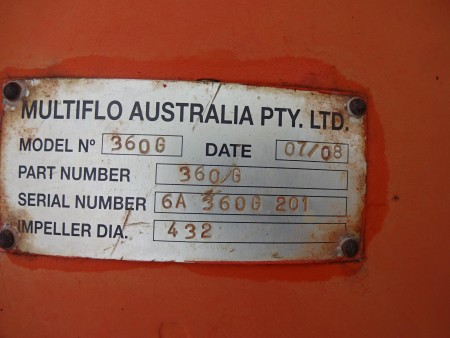 MULTIFLO AUSTRALIA PTY. LTD.
MODEL Nº 360G DATE 07/08
PART NUMBER 360/G
SERIAL NUMBER 6A 360G 201
IMPELLER DIA. 432